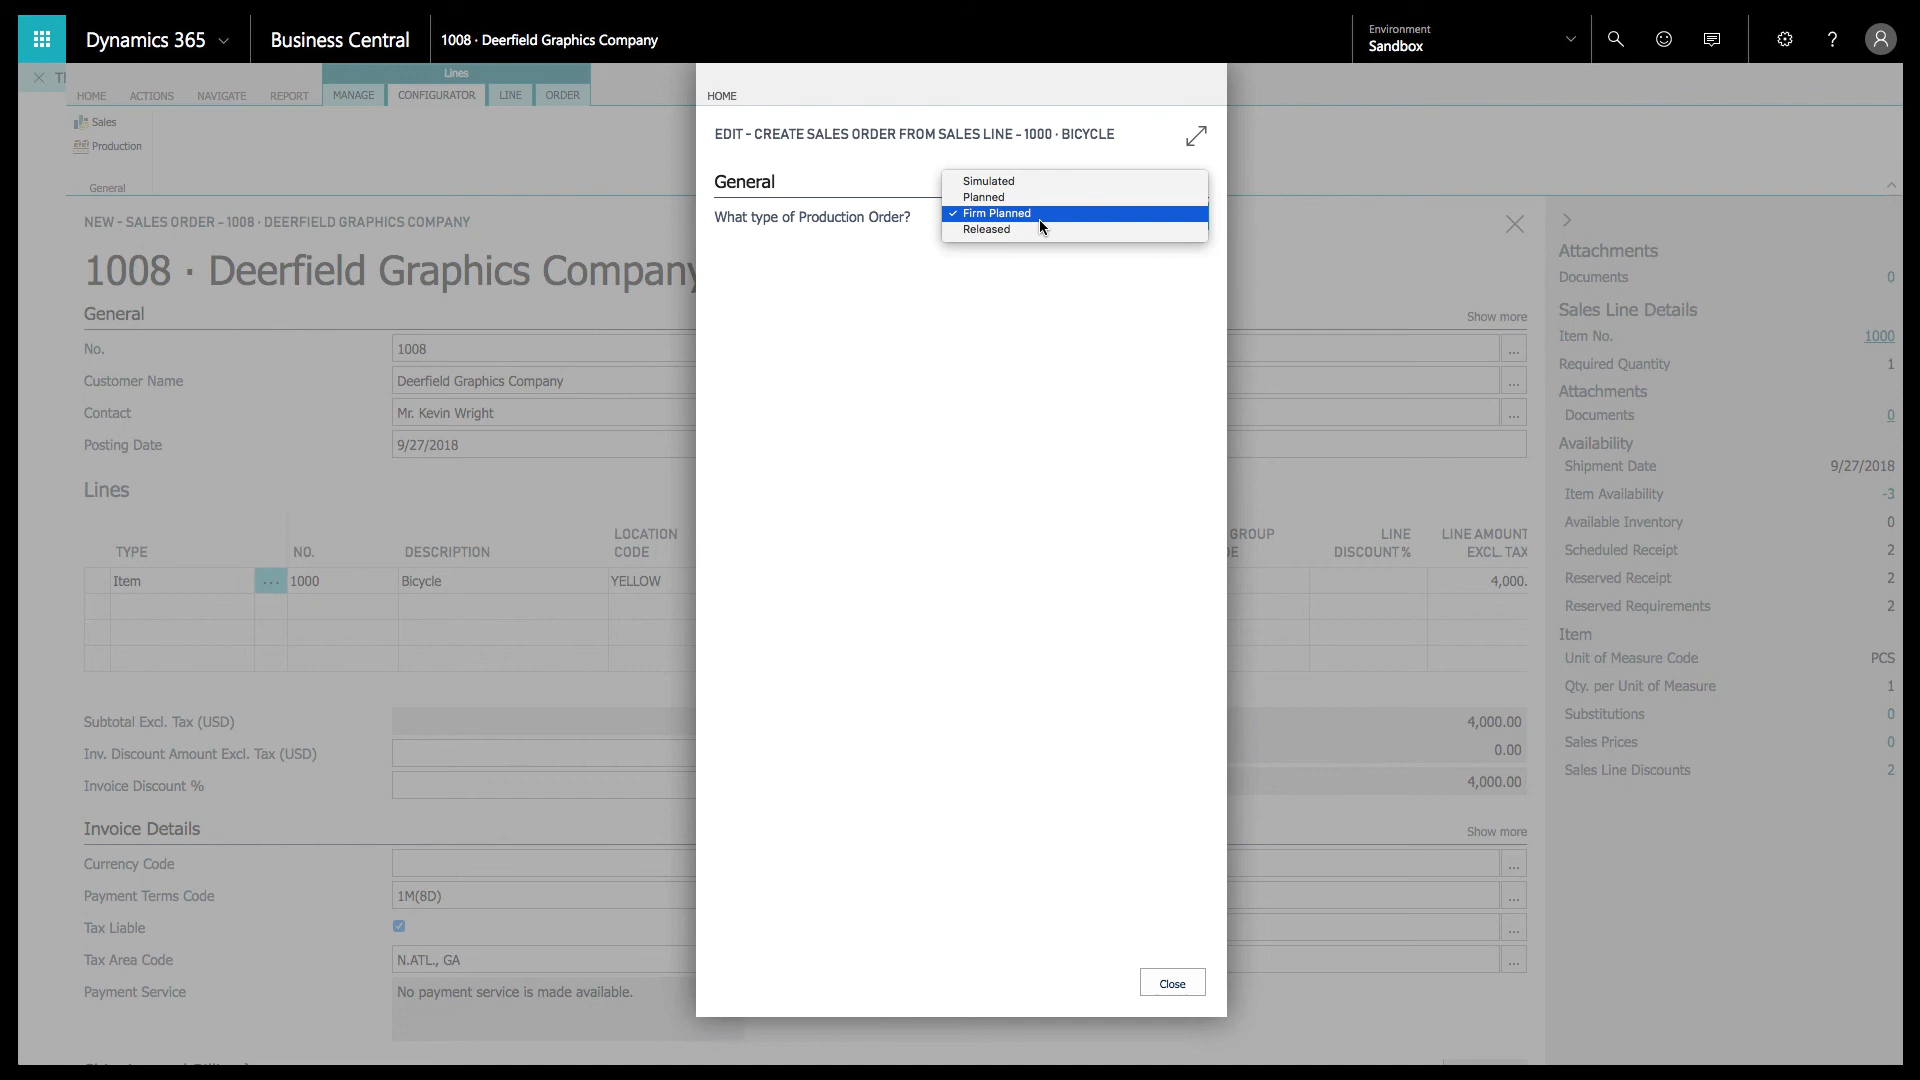 Dynamics 365
Business Central
1008 · Deerfield Graphics Company
Environment
Sandbox
Lines
HOME
ACTIONS
NAVIGATE
REPORT
MANAGE
CONFIGURATOR
LINE
ORDER
Sales
Production
General
HOME
EDIT - CREATE SALES ORDER FROM SALES LINE - 1000 · BICYCLE
General
What type of Production Order?
Simulated
Planned
Firm Planned
Released
Close
NEW - SALES ORDER - 1008 · DEERFIELD GRAPHICS COMPANY
1008 · Deerfield Graphics Company
General
Show more
No.
1008
Customer Name
Deerfield Graphics Company
Contact
Mr. Kevin Wright
Posting Date
9/27/2018
Lines
TYPE
NO.
DESCRIPTION
LOCATION
CODE
GROUP
LINE
DISCOUNT %
LINE AMOUNT
EXCL. TAX
Item
1000
Bicycle
YELLOW
4,000.
Subtotal Excl. Tax (USD)
4,000.00
Inv. Discount Amount Excl. Tax (USD)
0.00
Invoice Discount %
4,000.00
Invoice Details
Show more
Currency Code
Payment Terms Code
1M(8D)
Tax Liable
Tax Area Code
N.ATL., GA
Payment Service
No payment service is made available.
Attachments
Documents 0
Sales Line Details
Item No. 1000
Required Quantity 1
Attachments
Documents 0
Availability
Shipment Date 9/27/2018
Item Availability -3
Available Inventory 0
Scheduled Receipt 2
Reserved Receipt 2
Reserved Requirements 2
Item
Unit of Measure Code PCS
Qty. per Unit of Measure 1
Substitutions 0
Sales Prices 0
Sales Line Discounts 2